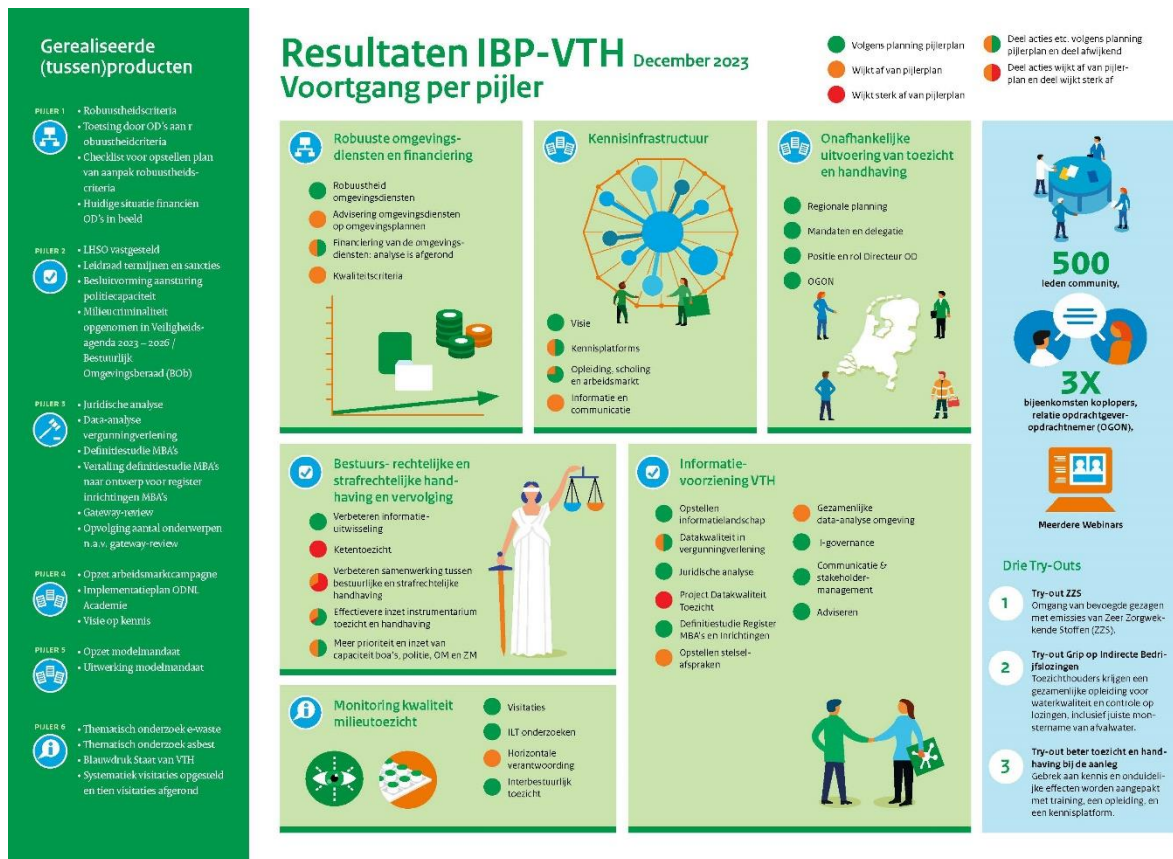 Gerealiseerde
(tussen)producten
PIJLER 1
• Robuustheidscriteria
• Toetsing door OD's aan r
obuustheidcriteria
• Checklist voor opstellen plan
van aanpak robuustheids-
criteria
• Huidige situatie financiën
OD's in beeld
PIJLER 2
• LHSO vastgesteld
• Leidraad termijnen en sancties
• Besluitvorming aansturing
politiecapaciteit
• Milieucriminaliteit
opgenomen in Veiligheids-
agenda 2023 – 2026 /
Bestuurlijk
Omgevingsberaad (BOb)
PIJLER 3
• Juridische analyse
• Data-analyse
vergunningverlening
• Definitiestudie MBA's
• Vertaling definitiestudie MBA's
naar ontwerp voor register
inrichtingen MBA's
• Gateway-review
• Opvolging aantal onderwerpen
n.a.v. gateway-review
PIJLER 4
• Opzet arbeidsmarktcampagne
• Implementatieplan ODNL
Academie
• Visie op kennis
PIJLER 5
• Opzet modelmandaat
• Uitwerking modelmandaat
PIJLER 6
• Thematisch onderzoek e-waste
• Thematisch onderzoek asbest
• Blauwdruk Staat van VTH
• Systematiek visitaties opgesteld
en tien visitaties afgerond
Resultaten IBP-VTH December 2023
Voortgang per pijler
Volgens planning pijlerplan
Wijkt af van pijlerplan
Wijkt sterk af van pijlerplan
Deel acties etc. volgens planning
pijlerplan en deel afwijkend
Deel acties wijkt af van pijler-
plan en deel wijkt sterk af
Robuuste omgevings-
diensten en financiering
Robuustheid
omgevingsdiensten
Advisering omgevingsdiensten
op omgevingsplannen
Financiering van de omgevings-
diensten: analyse is afgerond
Kwaliteitscriteria
Kennisinfrastructuur
Visie
Kennisplatforms
Opleiding, scholing
en arbeidsmarkt
Informatie en
communicatie
Onafhankelijke
uitvoering van toezicht
en handhaving
Regionale planning
Mandaten en delegatie
Positie en rol Directeur OD
OGON
Bestuurs- rechtelijke en
strafrechtelijke hand-
having en vervolging
Verbeteren informatie-
uitwisseling
Ketentoezicht
Verbeteren samenwerking tussen
bestuurlijke en strafrechtelijke
handhaving
Effectievere inzet instrumentarium
toezicht en handhaving
Meer prioriteit en inzet van
capaciteit boa's, politie, OM en ZM
Informatie-
voorziening VTH
Opstellen
informatielandschap
Datakwaliteit in
vergunningverlening
Juridische analyse
Project Datakwaliteit
Toezicht
Definitiestudie Register
MBA's en Inrichtingen
Opstellen stelsel-
afspraken
Gezamenlijke
data-analyse omgeving
I-governance
Communicatie &
stakeholder-
management
Adviseren
Monitoring kwaliteit
milieutoezicht
Visitaties
ILT onderzoeken
Horizontale
verantwoording
Interbestuurlijk
toezicht
500
leden community,
3X
bijeenkomsten koplopers,
relatie opdrachtgever-
opdrachtnemer (OGON),
Meerdere Webinars
Drie Try-Outs
1
Try-out ZZS
Omgang van bevoegde gezagen
met emissies van Zeer Zorgwek-
kende Stoffen (ZZS).
2
Try-out Grip op Indirecte Bedri-
jfslozingen
Toezichthouders krijgen een
gezamenlijke opleiding voor
waterkwaliteit en controle op
lozingen, inclusief juiste mon-
stername van afvalwater.
3
Try-out beter toezicht en hand-
having bij de aanleg
Gebrek aan kennis en onduideli-
jke effecten worden aangepakt
met training, een opleiding, en
een kennisplatform.